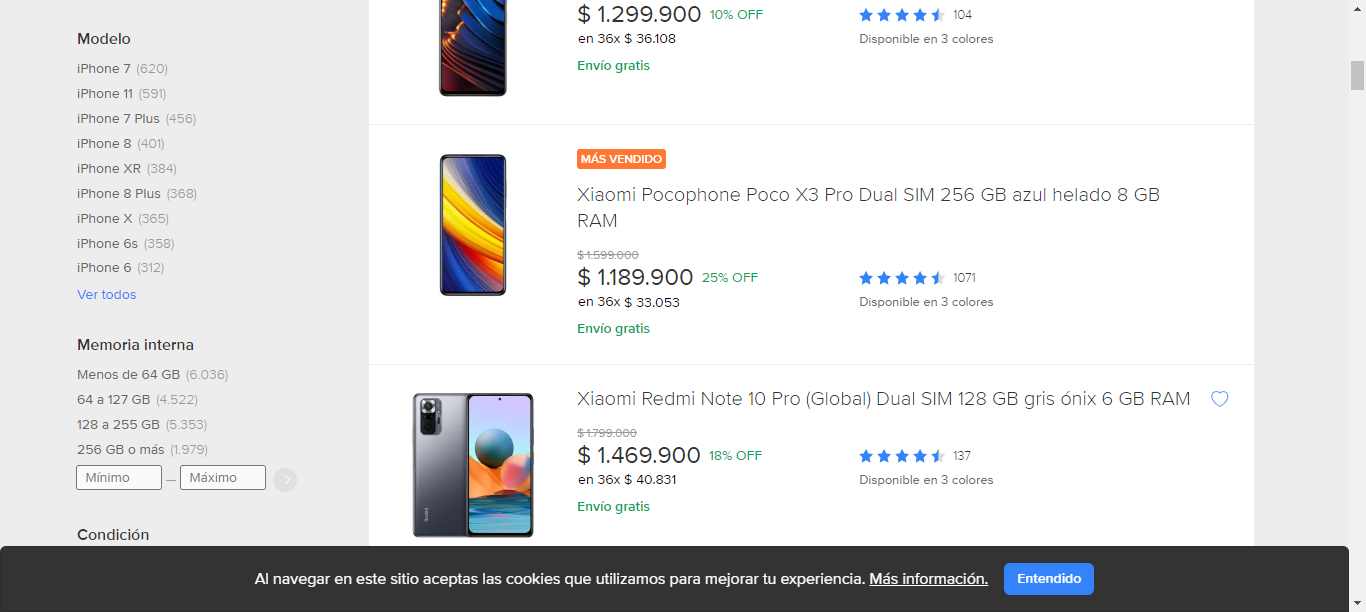 Modelo
iPhone 7 (620)
iPhone 11 (591)
iPhone 7 Plus (456)
iPhone 8 (401)
iPhone XR (384)
iPhone 8 Plus (368)
iPhone X (365)
iPhone 6s (358)
iPhone 6 (312)
Ver todos
Memoria interna
Menos de 64 GB (6.036)
64 a 127 GB (4.522)
128 a 255 GB (5.353)
256 GB o más (1.979)
Mínimo — Máximo
Condición
$ 1.299.900 10% OFF
en 36x $ 36.108
Envío gratis
104
Disponible en 3 colores
MÁS VENDIDO
Xiaomi Pocophone Poco X3 Pro Dual SIM 256 GB azul helado 8 GB
RAM
$ 1.599.000
$ 1.189.900 25% OFF
en 36x $ 33.053
Envío gratis
1071
Disponible en 3 colores
Xiaomi Redmi Note 10 Pro (Global) Dual SIM 128 GB gris ónix 6 GB RAM
$ 1.799.000
$ 1.469.900 18% OFF
en 36x $ 40.831
Envío gratis
137
Disponible en 3 colores
Redmi
Al navegar en este sitio aceptas las cookies que utilizamos para mejorar tu experiencia. Más información. Entendido